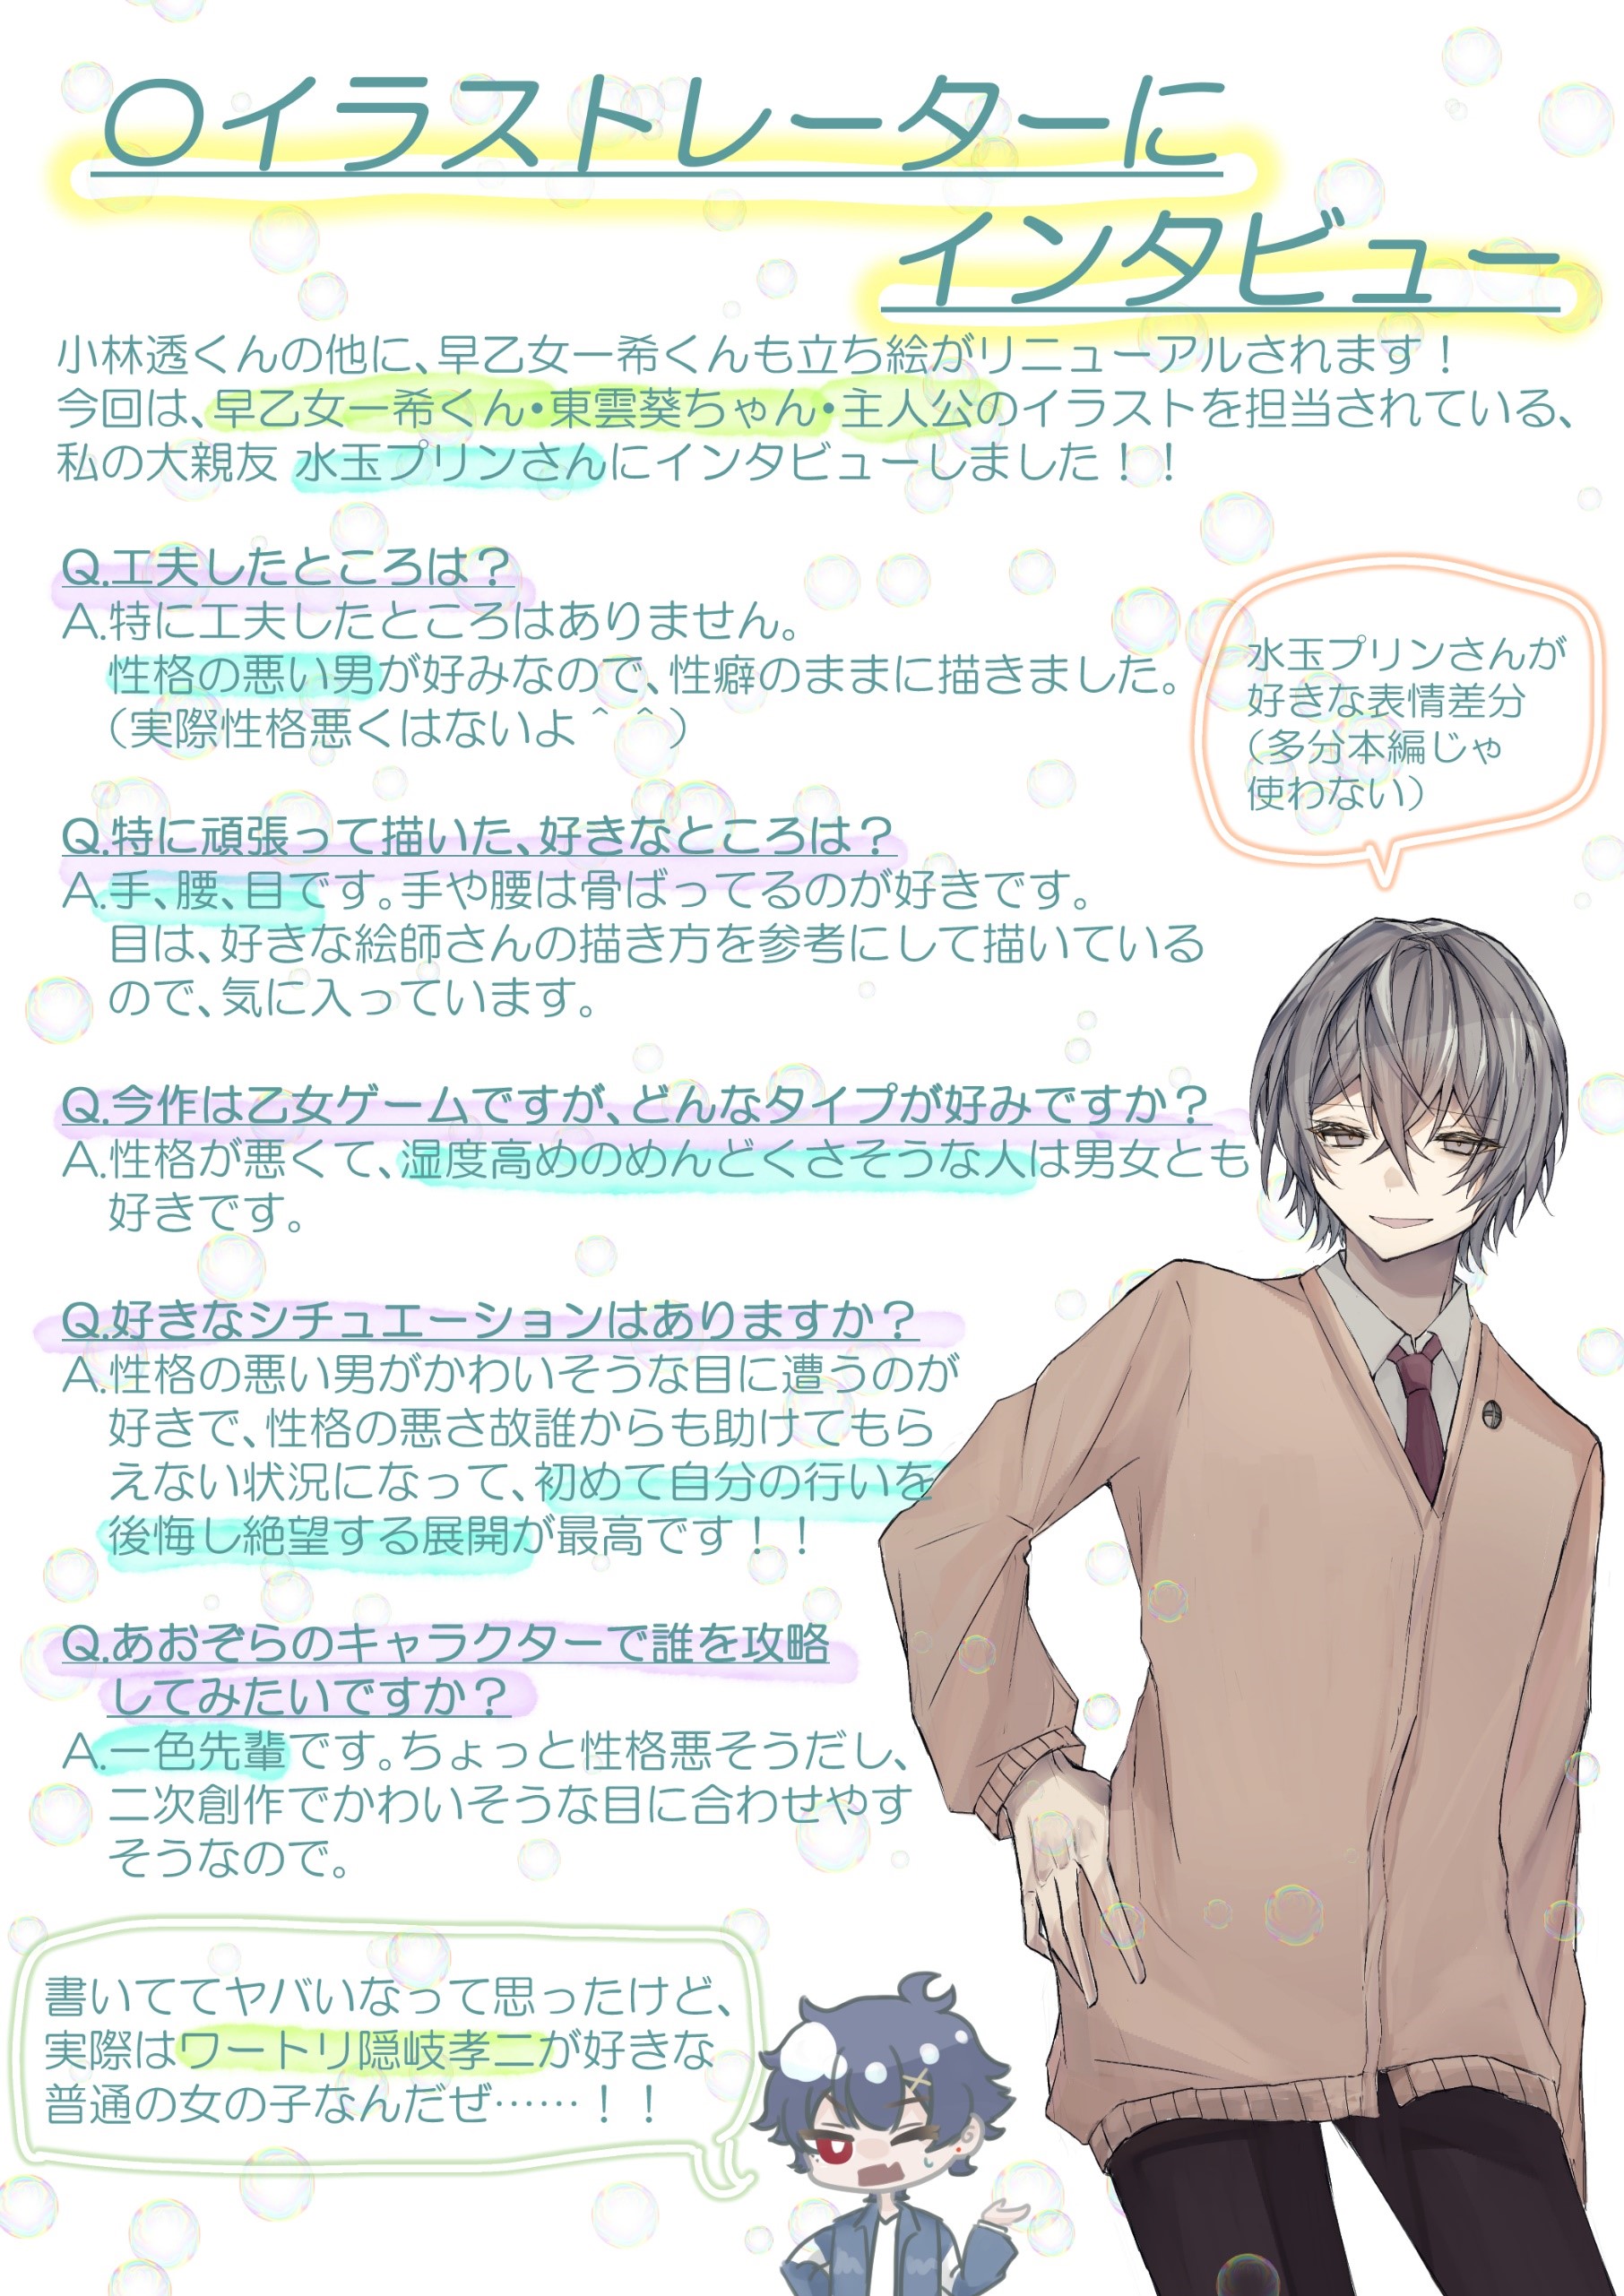 〇イラストレーターに
インタビュー
小林透くんの他に、早乙女一希くんも立ち絵がリニューアルされます！
今回は、早乙女一希くん・東雲葵ちゃん・主人公のイラストを担当されている、
私の大親友 水玉プリンさんにインタビューしました！！
Q.工夫したところは？
A.特に工夫したところはありません。
性格の悪い男が好みなので、性癖のままに描きました。
（実際性格悪くはないよ＾＾）
水玉プリンさんが
好きな表情差分
（多分本編じゃ
使わない）
Q.特に頑張って描いた、好きなところは？
A.手、腰、目です。手や腰は骨ばってるのが好きです。
目は、好きな絵師さんの描き方を参考にして描いている
ので、気に入っています。
Q.今作は乙女ゲームですが、どんなタイプが好みですか？
A.性格が悪くて、湿度高めのめんどくさそうな人は男女とも
好きです。
Q.好きなシチュエーションはありますか？
A.性格の悪い男がかわいそうな目に遭うのが
好きで、性格の悪さ故誰からも助けてもら
えない状況になって、初めて自分の行いを
後悔し絶望する展開が最高です！！
Q.あおぞらのキャラクターで誰を攻略
してみたいですか？
A.一色先輩です。ちょっと性格悪そうだし、
二次創作でかわいそうな目に合わせやす
そうなので。
書いててヤバいなって思ったけど、
実際はワートリ隠岐孝二が好きな
普通の女の子なんだぜ……！！